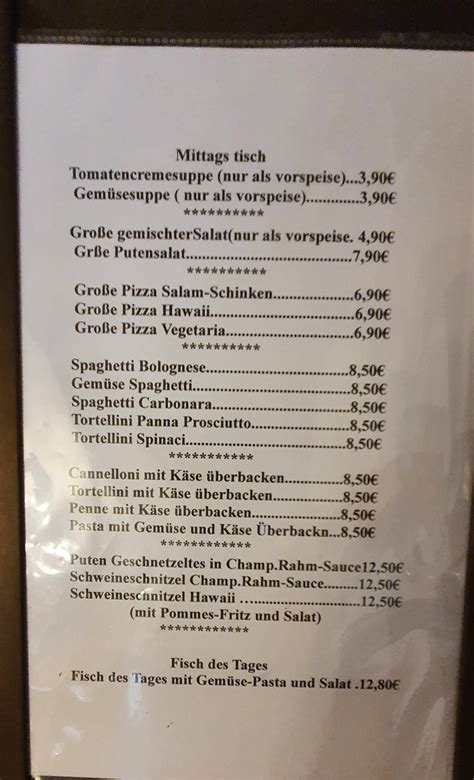 Mittags tisch
Tomatencremesuppe (nur als vorspeise)...3,90€
Gemüsesuppe ( nur als vorspeise).............3,90€
**********
Große gemischterSalat(nur als vorspeise. 4,90€
Grße Putensalat.....................................7,90€
**********
Große Pizza Salam-Schinken..................6,90€
Große Pizza Hawaii...............................6,90€
Große Pizza Vegetaria............................6,90€
**********
Spaghetti Bolognese...............................8,50€
Gemüse Spaghetti..................................8,50€
Spaghetti Carbonara..............................8,50€
Tortellini Panna Prosciutto.....................8,50€
Tortellini Spinaci...................................8,50€
***********
Cannelloni mit Käse überbacken.............8,50€
Tortellini mit Käse überbacken...............8,50€
Penne mit Käse überbacken....................8,50€
Pasta mit Gemüse und Käse Überbackn...8,50€
************
Puten Geschnetzeltes in Champ.Rahm-Sauce12,50€
Schweineschnitzel Champ.Rahm-Sauce.......12,50€
Schweineschnitzel Hawaii ….....................12,50€
(mit Pommes-Fritz und Salat)
************
Fisch des Tages
Fisch des Tages mit Gemüse-Pasta und Salat .12,80€